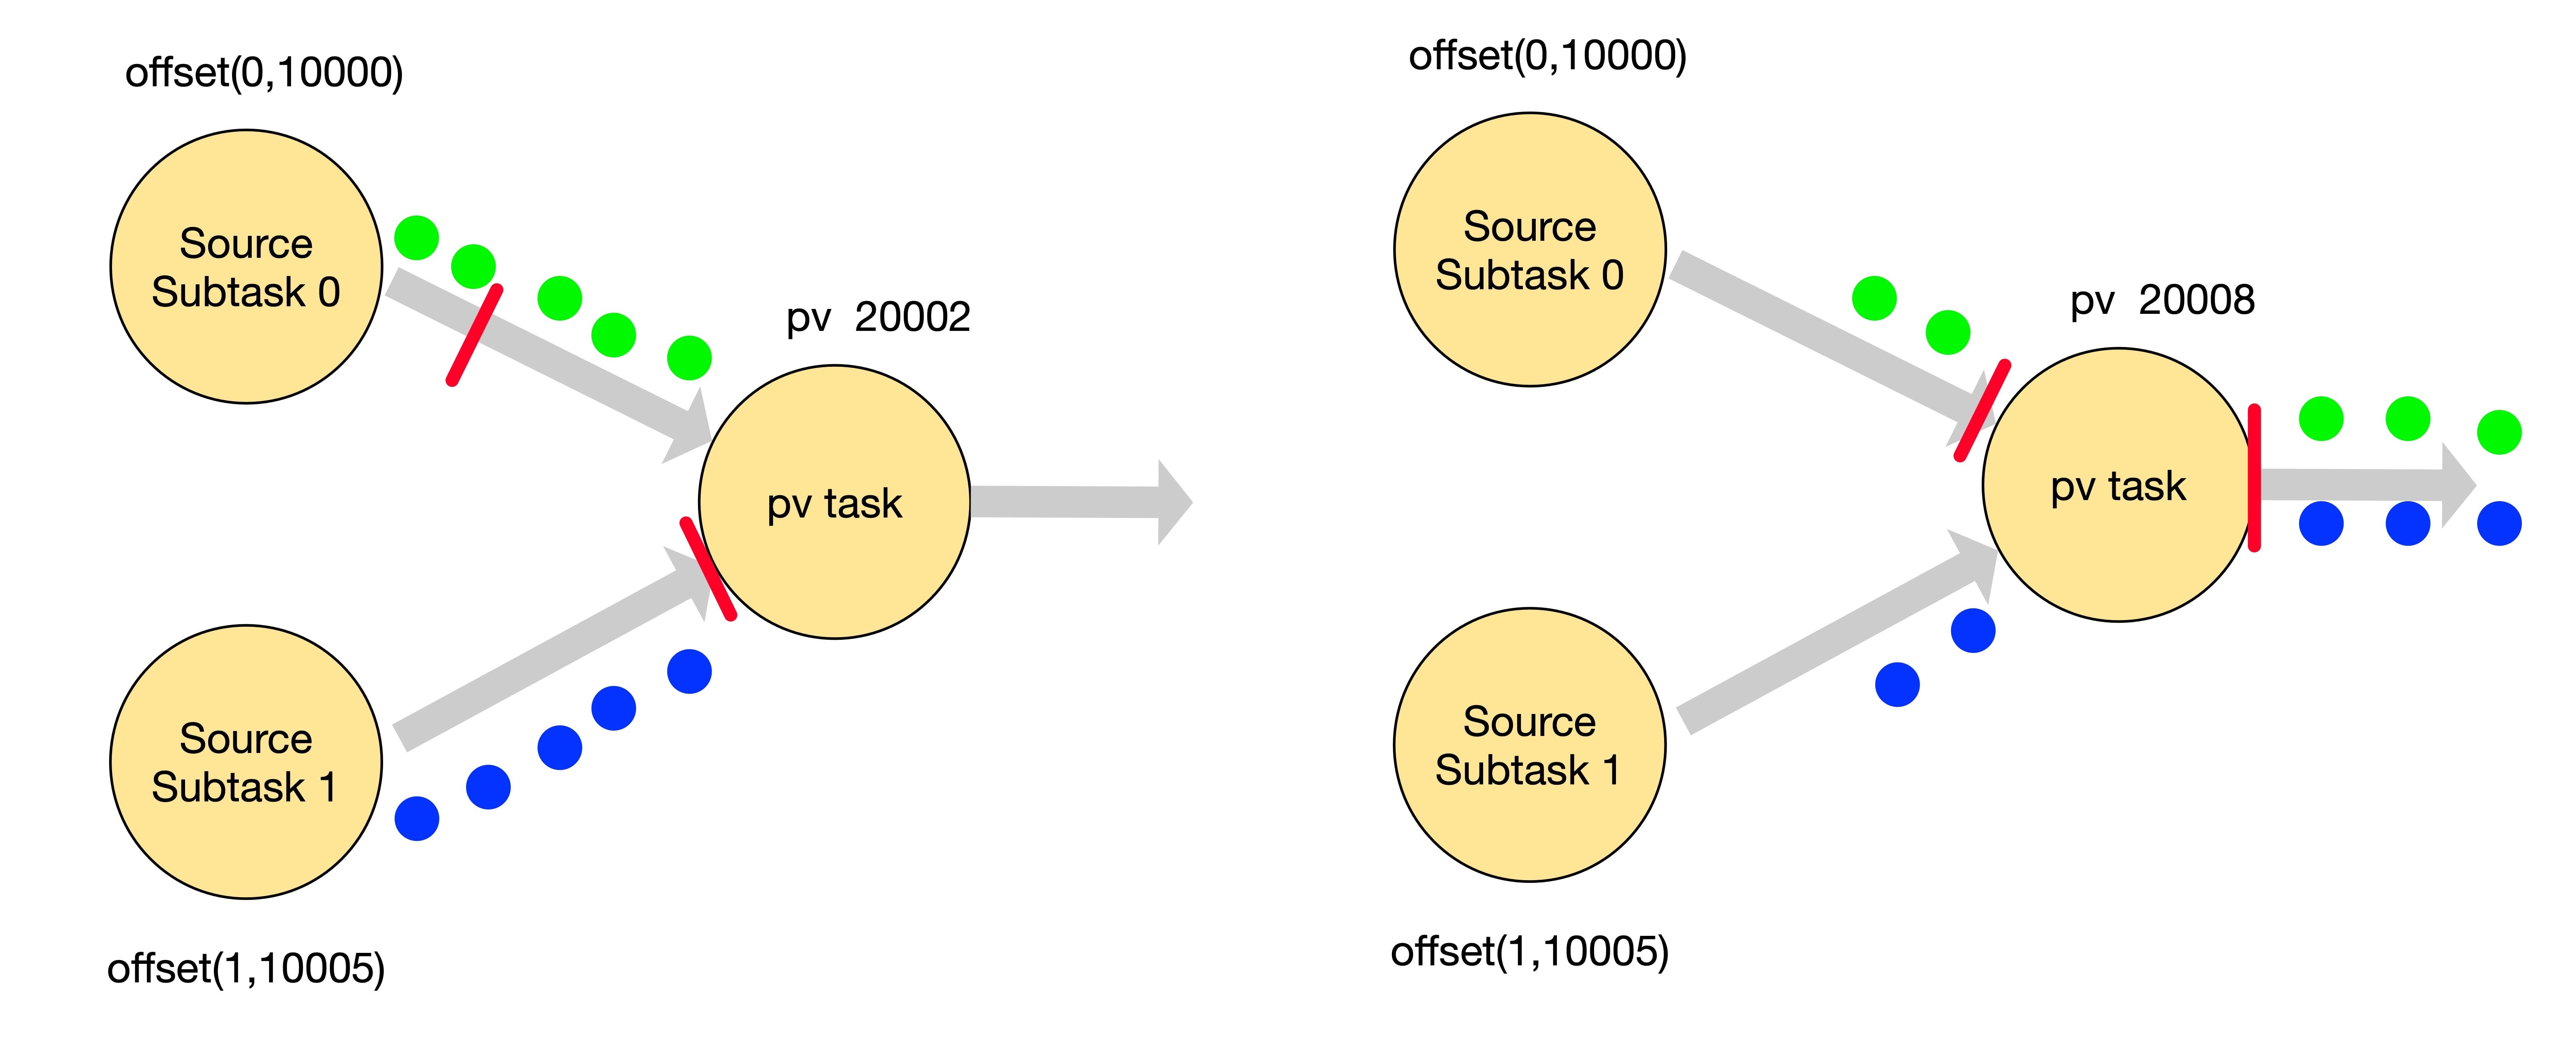 offset(0,10000)
Source
Subtask 0
pv 20002
pv task
Source
Subtask 1
offset(1,10005)
offset(0,10000)
Source
Subtask 0
pv 20008
pv task
Source
Subtask 1
offset(1,10005)